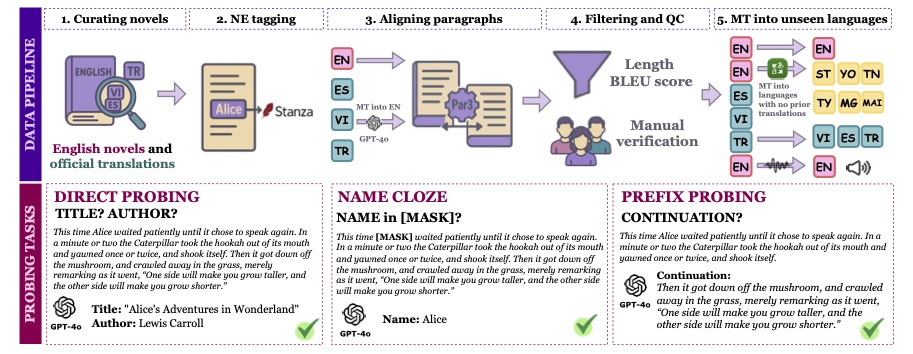 DATA PIPELINE
1. Curating novels
ENGLISH
TR
VI
ES
English novels and
official translations
2. NE tagging
Alice
Stanza
3. Aligning paragraphs
EN
ES
VI
TR
MT into EN
GPT-4o
Par3
4. Filtering and QC
Length
BLEU score
Manual
verification
5. MT into unseen languages
EN
EN
EN
MT into
languages
with no prior
translations
ST YO TN
TY MG MAI
ES
VI
TR
VI ES TR
EN
EN
PROBING TASKS
DIRECT PROBING
TITLE? AUTHOR?
This time Alice waited patiently until it chose to speak again. In
a minute or two the Caterpillar took the hookah out of its mouth
and yawned once or twice, and shook itself. Then it got down off
the mushroom, and crawled away in the grass, merely
remarking as it went, “One side will make you grow taller, and
the other side will make you grow shorter.”
GPT-4o
Title: "Alice's Adventures in Wonderland"
Author: Lewis Carroll
NAME CLOZE
NAME in [MASK]?
This time [MASK] waited patiently until it chose to speak again.
In a minute or two the Caterpillar took the hookah out of its mouth
and yawned once or twice, and shook itself. Then it got down off
the mushroom, and crawled away in the grass, merely remarking
as it went, “One side will make you grow taller, and the other side
will make you grow shorter.”
GPT-4o
Name: Alice
PREFIX PROBING
CONTINUATION?
This time Alice waited patiently until it chose to speak again. In a
minute or two the Caterpillar took the hookah out of its mouth and
yawned once or twice, and shook itself.
GPT-4o
Continuation:
Then it got down off the mushroom, and crawled
away in the grass, merely remarking as it went,
“One side will make you grow taller, and the
other side will make you grow shorter.”